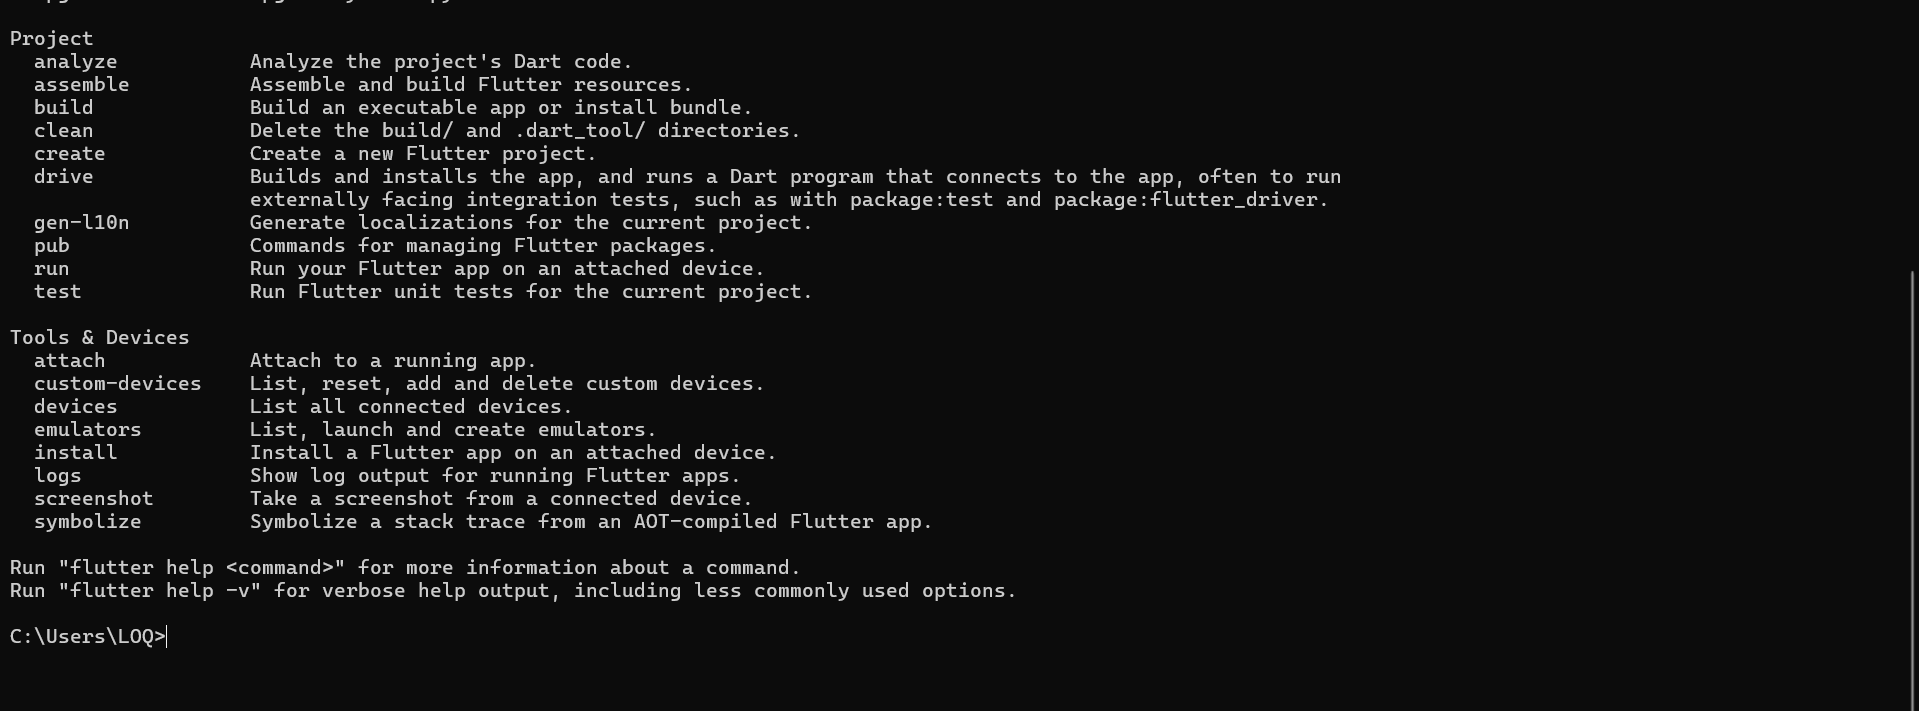 Project
  analyze           Analyze the project's Dart code.
  assemble          Assemble and build Flutter resources.
  build             Build an executable app or install bundle.
  clean             Delete the build/ and .dart_tool/ directories.
  create            Create a new Flutter project.
  drive             Builds and installs the app, and runs a Dart program that connects to the app, often to run
                    externally facing integration tests, such as with package:test and package:flutter_driver.
  gen-l10n          Generate localizations for the current project.
  pub               Commands for managing Flutter packages.
  run               Run your Flutter app on an attached device.
  test              Run Flutter unit tests for the current project.

Tools & Devices
  attach            Attach to a running app.
  custom-devices    List, reset, add and delete custom devices.
  devices           List all connected devices.
  emulators         List, launch and create emulators.
  install           Install a Flutter app on an attached device.
  logs              Show log output for running Flutter apps.
  screenshot        Take a screenshot from a connected device.
  symbolize         Symbolize a stack trace from an AOT-compiled Flutter app.

Run "flutter help <command>" for more information about a command.
Run "flutter help -v" for verbose help output, including less commonly used options.

C:\Users\LOQ>